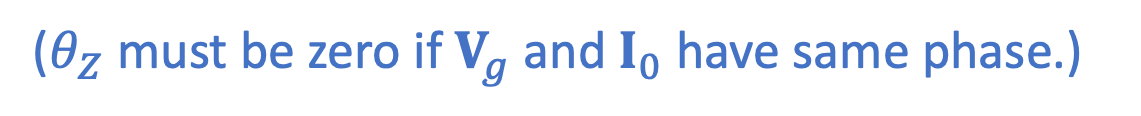 (θ_Z must be zero if V_g and I_0 have same phase.)